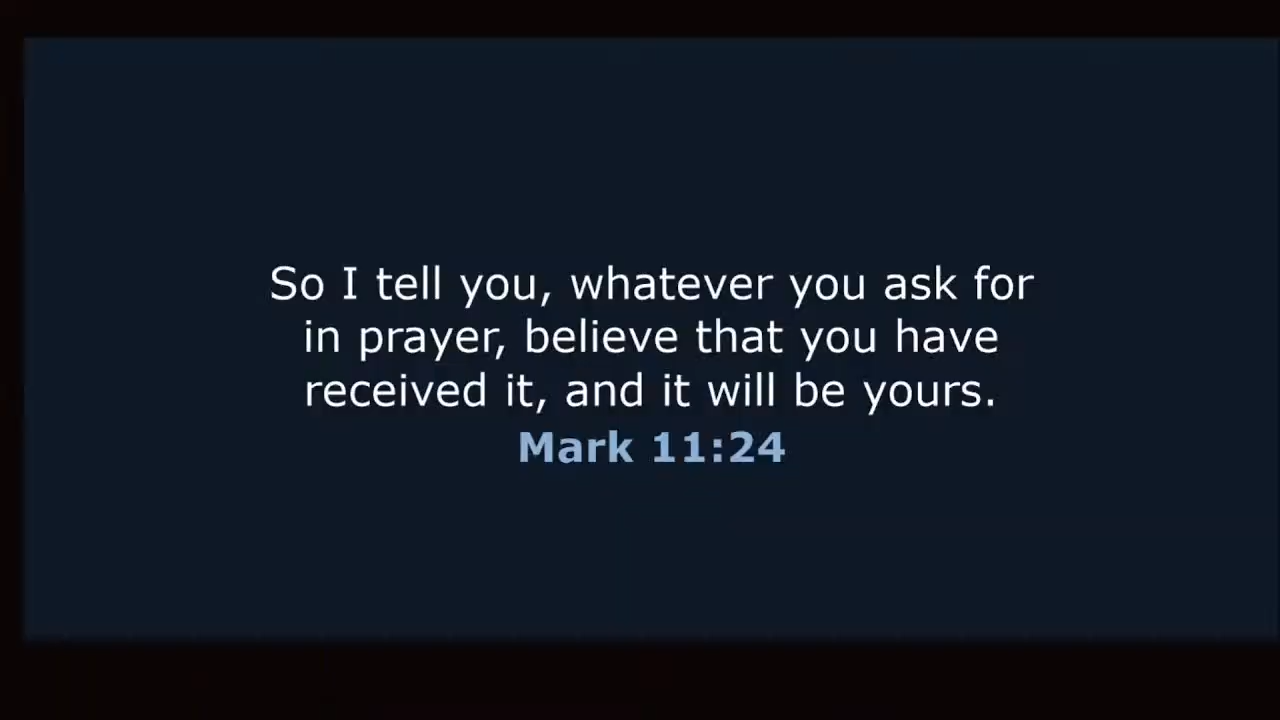 So I tell you, whatever you ask for
in prayer, believe that you have
received it, and it will be yours.
Mark 11:24